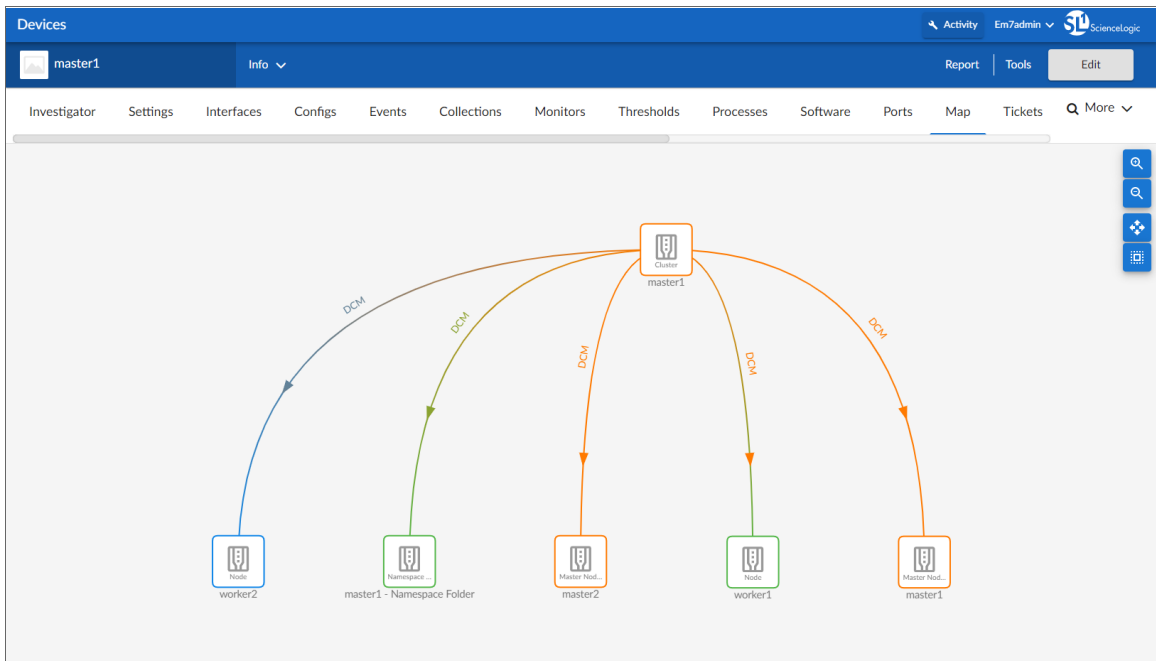 Devices
Activity
Em7admin
SL1 ScienceLogic
master1
Info
Report
Tools
Edit
Investigator
Settings
Interfaces
Configs
Events
Collections
Monitors
Thresholds
Processes
Software
Ports
Map
Tickets
More
Cluster
master1
DCM
DCM
DCM
DCM
DCM
Node
worker2
Namespace ...
master1 - Namespace Folder
Master Nod...
master2
Node
worker1
Master Nod...
master1